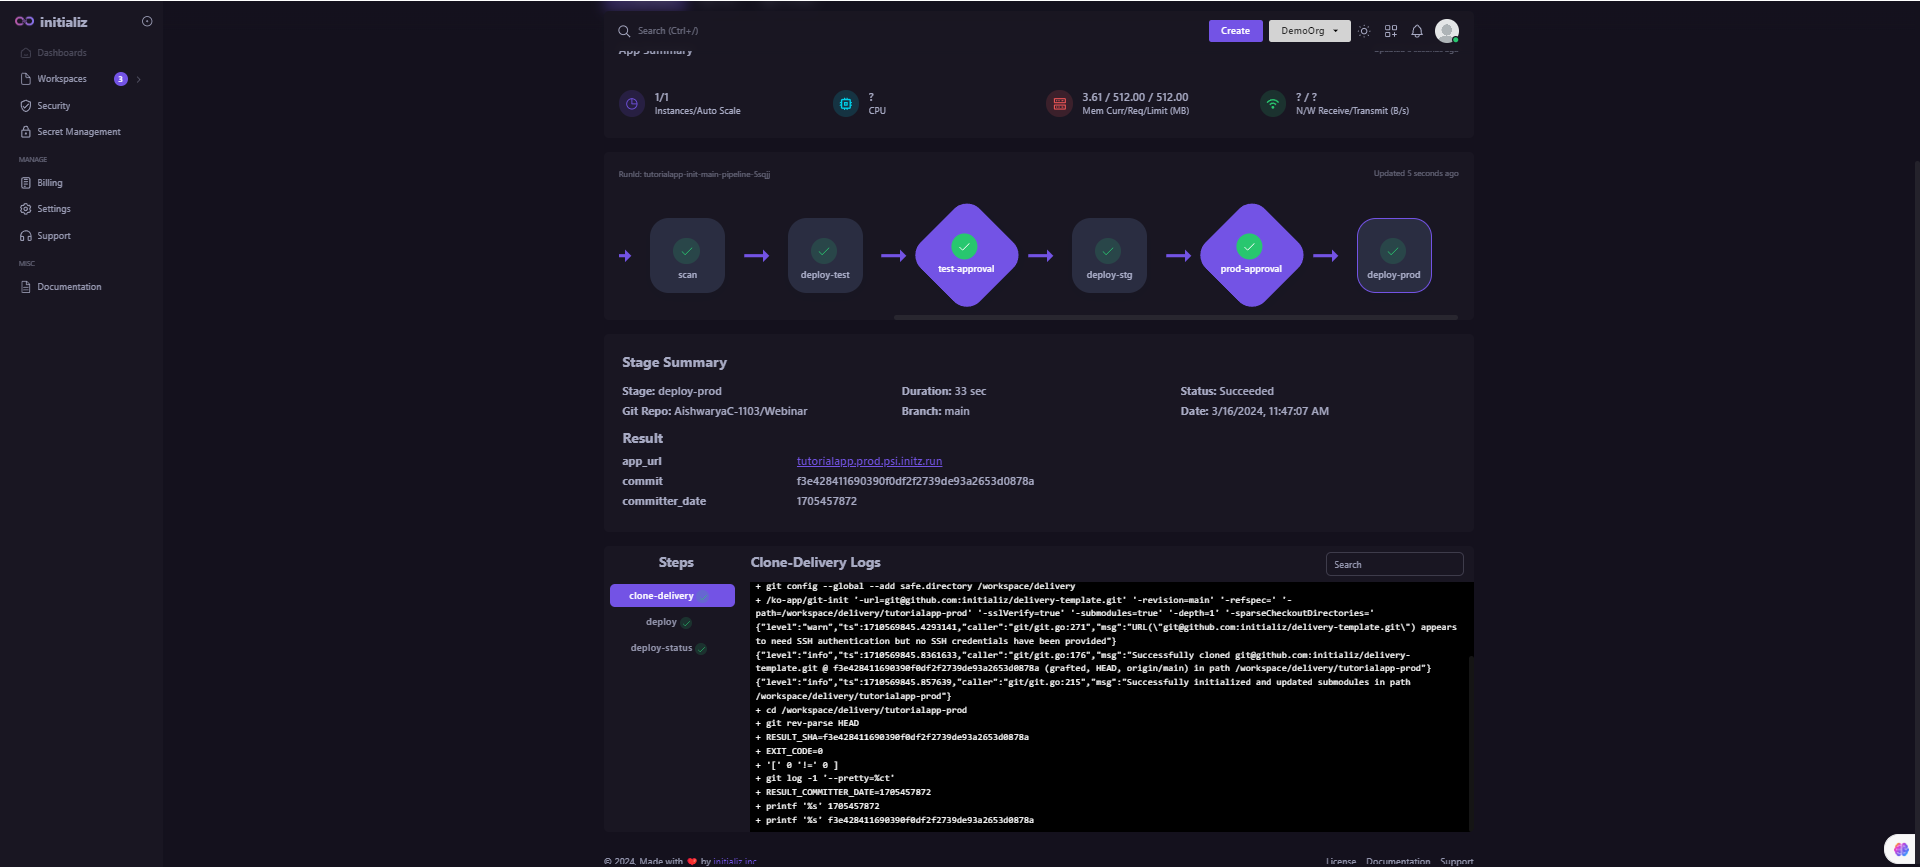 initializ
Search (Ctrl+/)
Create
DemoOrg
Dashboards
Workspaces 3
Security
Secret Management
MANAGE
Billing
Settings
Support
MISC
Documentation
App Summary
1/1
Instances/Auto Scale
?
CPU
3.61 / 512.00 / 512.00
Mem Curr/Req/Limit (MB)
? / ?
N/W Receive/Transmit (B/s)
RunId: tutorialapp-init-main-pipeline-5sqjj
Updated 5 seconds ago
scan
deploy-test
test-approval
deploy-stg
prod-approval
deploy-prod
Stage Summary
Stage: deploy-prod
Duration: 33 sec
Status: Succeeded
Git Repo: AishwaryaC-1103/Webinar
Branch: main
Date: 3/16/2024, 11:47:07 AM
Result
app_url tutorialapp.prod.psi.initz.run
commit f3e428411690390f0df2f2739de93a2653d0878a
committer_date 1705457872
Steps
clone-delivery
deploy
deploy-status
Clone-Delivery Logs
Search
+ git config --global --add safe.directory /workspace/delivery
+ /ko-app/git-init '-url=git@github.com:initializ/delivery-template.git' '-revision=main' '-refspec=' '-
path=/workspace/delivery/tutorialapp-prod' '-sslVerify=true' '-submodules=true' '-depth=1' '-sparseCheckoutDirectories='
{"level":"warn","ts":1710569845.4293141,"caller":"git/git.go:271","msg":"URL(\"git@github.com:initializ/delivery-template.git\") appears
to need SSH authentication but no SSH credentials have been provided"}
{"level":"info","ts":1710569845.8361633,"caller":"git/git.go:176","msg":"Successfully cloned git@github.com:initializ/delivery-
template.git @ f3e428411690390f0df2f2739de93a2653d0878a (grafted, HEAD, origin/main) in path /workspace/delivery/tutorialapp-prod"}
{"level":"info","ts":1710569845.857639,"caller":"git/git.go:215","msg":"Successfully initialized and updated submodules in path
/workspace/delivery/tutorialapp-prod"}
+ cd /workspace/delivery/tutorialapp-prod
+ git rev-parse HEAD
+ RESULT_SHA=f3e428411690390f0df2f2739de93a2653d0878a
+ EXIT_CODE=0
+ '[' 0 '!=' 0 ]
+ git log -1 '--pretty=%ct'
+ RESULT_COMMITTER_DATE=1705457872
+ printf '%s' 1705457872
+ printf '%s' f3e428411690390f0df2f2739de93a2653d0878a
© 2024, Made with ❤️ by initializ inc
License Documentation Support